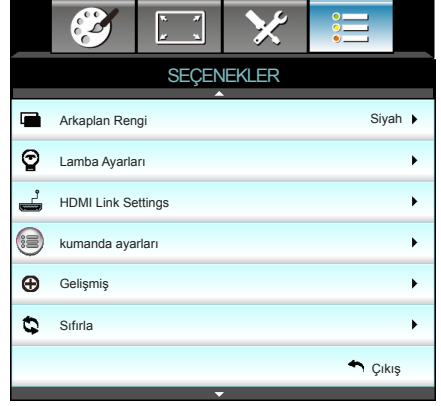 SEÇENEKLER
Arkaplan Rengi Siyah
Lamba Ayarları
HDMI Link Settings
kumanda ayarları
Gelişmiş
Sıfırla
Çıkış